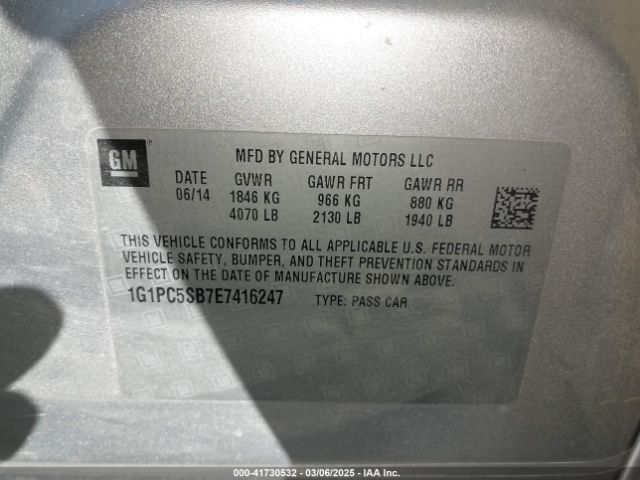 GM
MFD BY GENERAL MOTORS LLC
DATE GVWR GAWR FRT GAWR RR
06/14 1846 KG 966 KG 880 KG
4070 LB 2130 LB 1940 LB
THIS VEHICLE CONFORMS TO ALL APPLICABLE U.S. FEDERAL MOTOR
VEHICLE SAFETY, BUMPER, AND THEFT PREVENTION STANDARDS IN
EFFECT ON THE DATE OF MANUFACTURE SHOWN ABOVE.
1G1PC5SB7E7416247 TYPE: PASS CAR
000-41730532 — 03/06/2025 — IAA Inc.